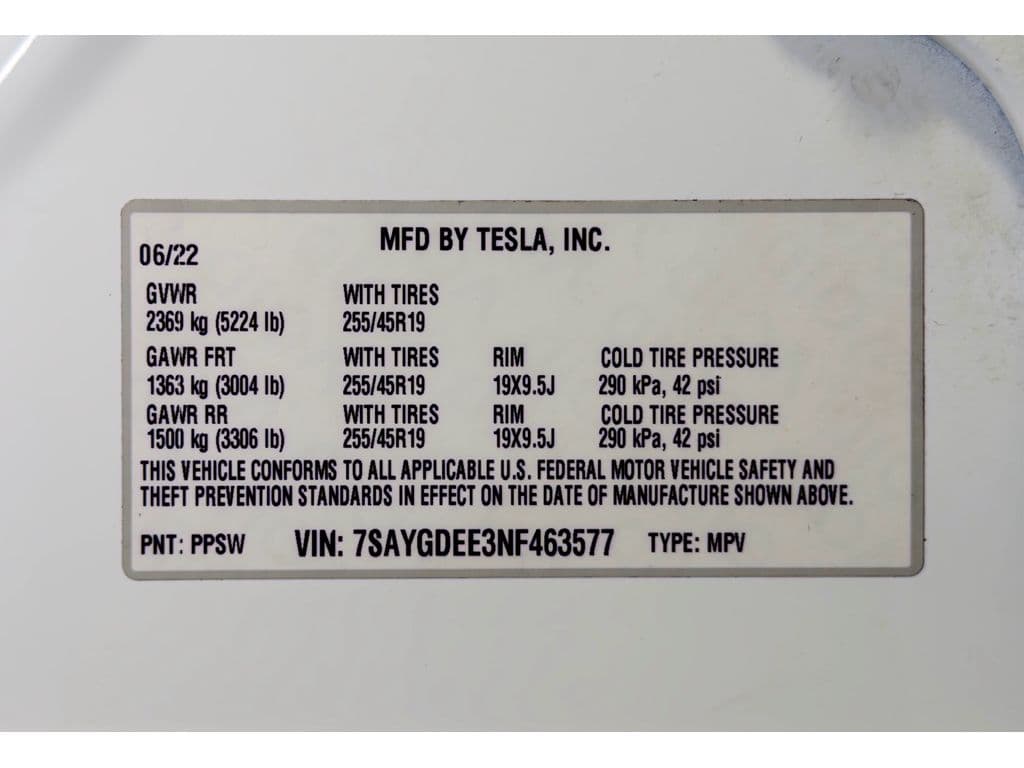 MFD BY TESLA, INC.
06/22
GVWR WITH TIRES
2369 kg (5224 lb) 255/45R19
GAWR FRT WITH TIRES RIM COLD TIRE PRESSURE
1363 kg (3004 lb) 255/45R19 19X9.5J 290 kPa, 42 psi
GAWR RR WITH TIRES RIM COLD TIRE PRESSURE
1500 kg (3306 lb) 255/45R19 19X9.5J 290 kPa, 42 psi
THIS VEHICLE CONFORMS TO ALL APPLICABLE U.S. FEDERAL MOTOR VEHICLE SAFETY AND
THEFT PREVENTION STANDARDS IN EFFECT ON THE DATE OF MANUFACTURE SHOWN ABOVE.
PNT: PPSW VIN: 7SAYGDEE3NF463577 TYPE: MPV